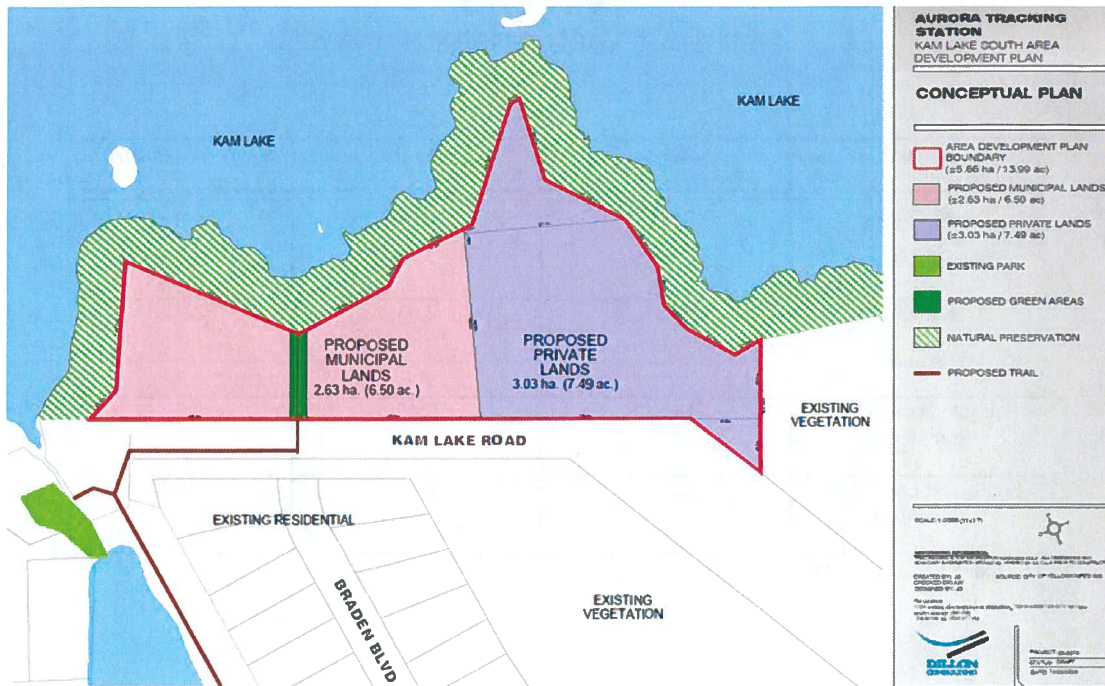 KAM LAKE
KAM LAKE
PROPOSED
MUNICIPAL
LANDS
2.63 ha. (6.50 ac.)
PROPOSED
PRIVATE
LANDS
3.03 ha. (7.49 ac.)
EXISTING
VEGETATION
KAM LAKE ROAD
EXISTING RESIDENTIAL
BRADEN BLVD
EXISTING
VEGETATION
AURORA TRACKING
STATION
KAM LAKE SOUTH AREA
DEVELOPMENT PLAN
CONCEPTUAL PLAN
AREA DEVELOPMENT PLAN
BOUNDARY
(±5.66 ha / 13.99 ac)
PROPOSED MUNICIPAL LANDS
(±2.63 ha / 6.50 ac)
PROPOSED PRIVATE LANDS
(±3.03 ha / 7.49 ac)
EXISTING PARK
PROPOSED GREEN AREAS
NATURAL PRESERVATION
PROPOSED TRAIL
DILLON
CONSULTING